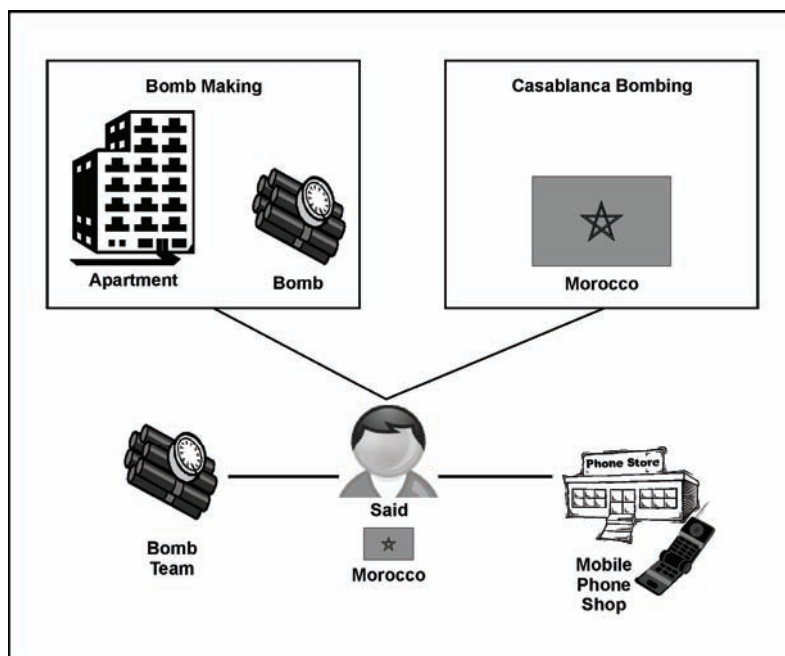 Bomb Making
Apartment
Bomb
Casablanca Bombing
Morocco
Bomb
Team
Said
Morocco
Phone Store
Mobile
Phone
Shop